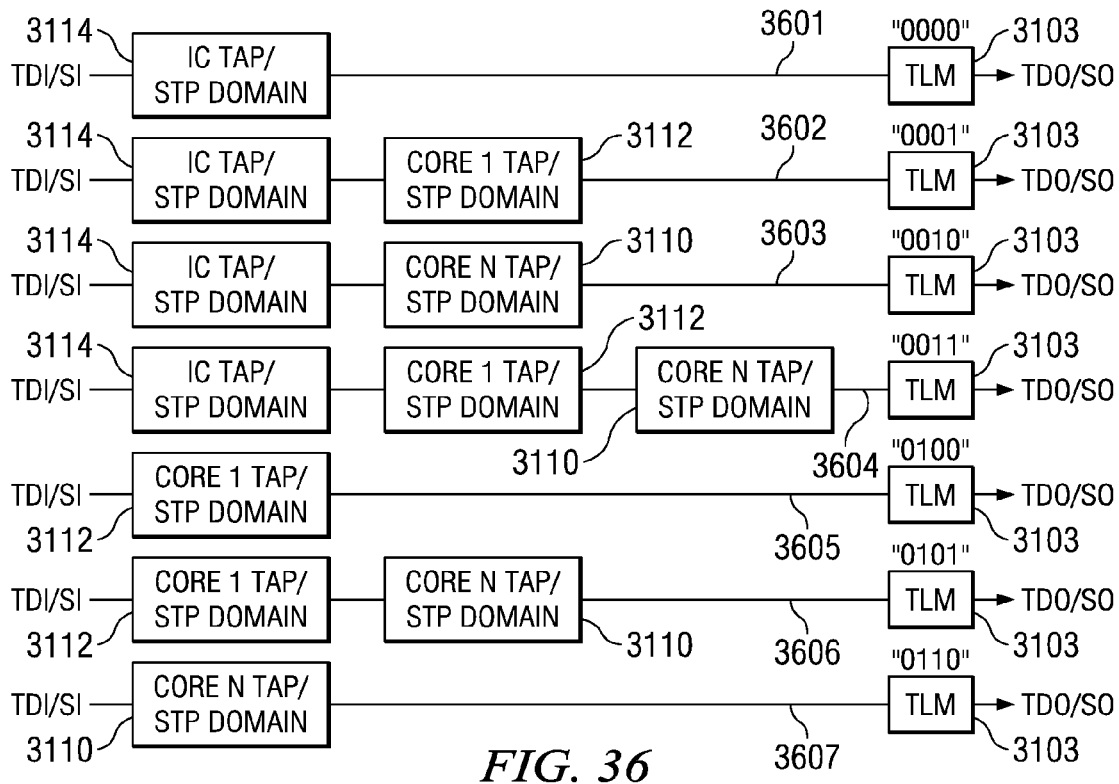 3114
TDI/SI
IC TAP/
STP DOMAIN
3601
"0000"
TLM
3103
TDO/SO
3114
TDI/SI
IC TAP/
STP DOMAIN
CORE 1 TAP/
STP DOMAIN
3112
3602
"0001"
TLM
3103
TDO/SO
3114
TDI/SI
IC TAP/
STP DOMAIN
CORE N TAP/
STP DOMAIN
3110
3603
"0010"
TLM
3103
TDO/SO
3114
TDI/SI
IC TAP/
STP DOMAIN
CORE 1 TAP/
STP DOMAIN
3112
CORE N TAP/
STP DOMAIN
3110
3604
"0011"
TLM
3103
TDO/SO
TDI/SI
3112
CORE 1 TAP/
STP DOMAIN
3605
"0100"
TLM
3103
TDO/SO
TDI/SI
3112
CORE 1 TAP/
STP DOMAIN
CORE N TAP/
STP DOMAIN
3110
3606
"0101"
TLM
3103
TDO/SO
TDI/SI
3110
CORE N TAP/
STP DOMAIN
3607
"0110"
TLM
3103
TDO/SO
FIG. 36